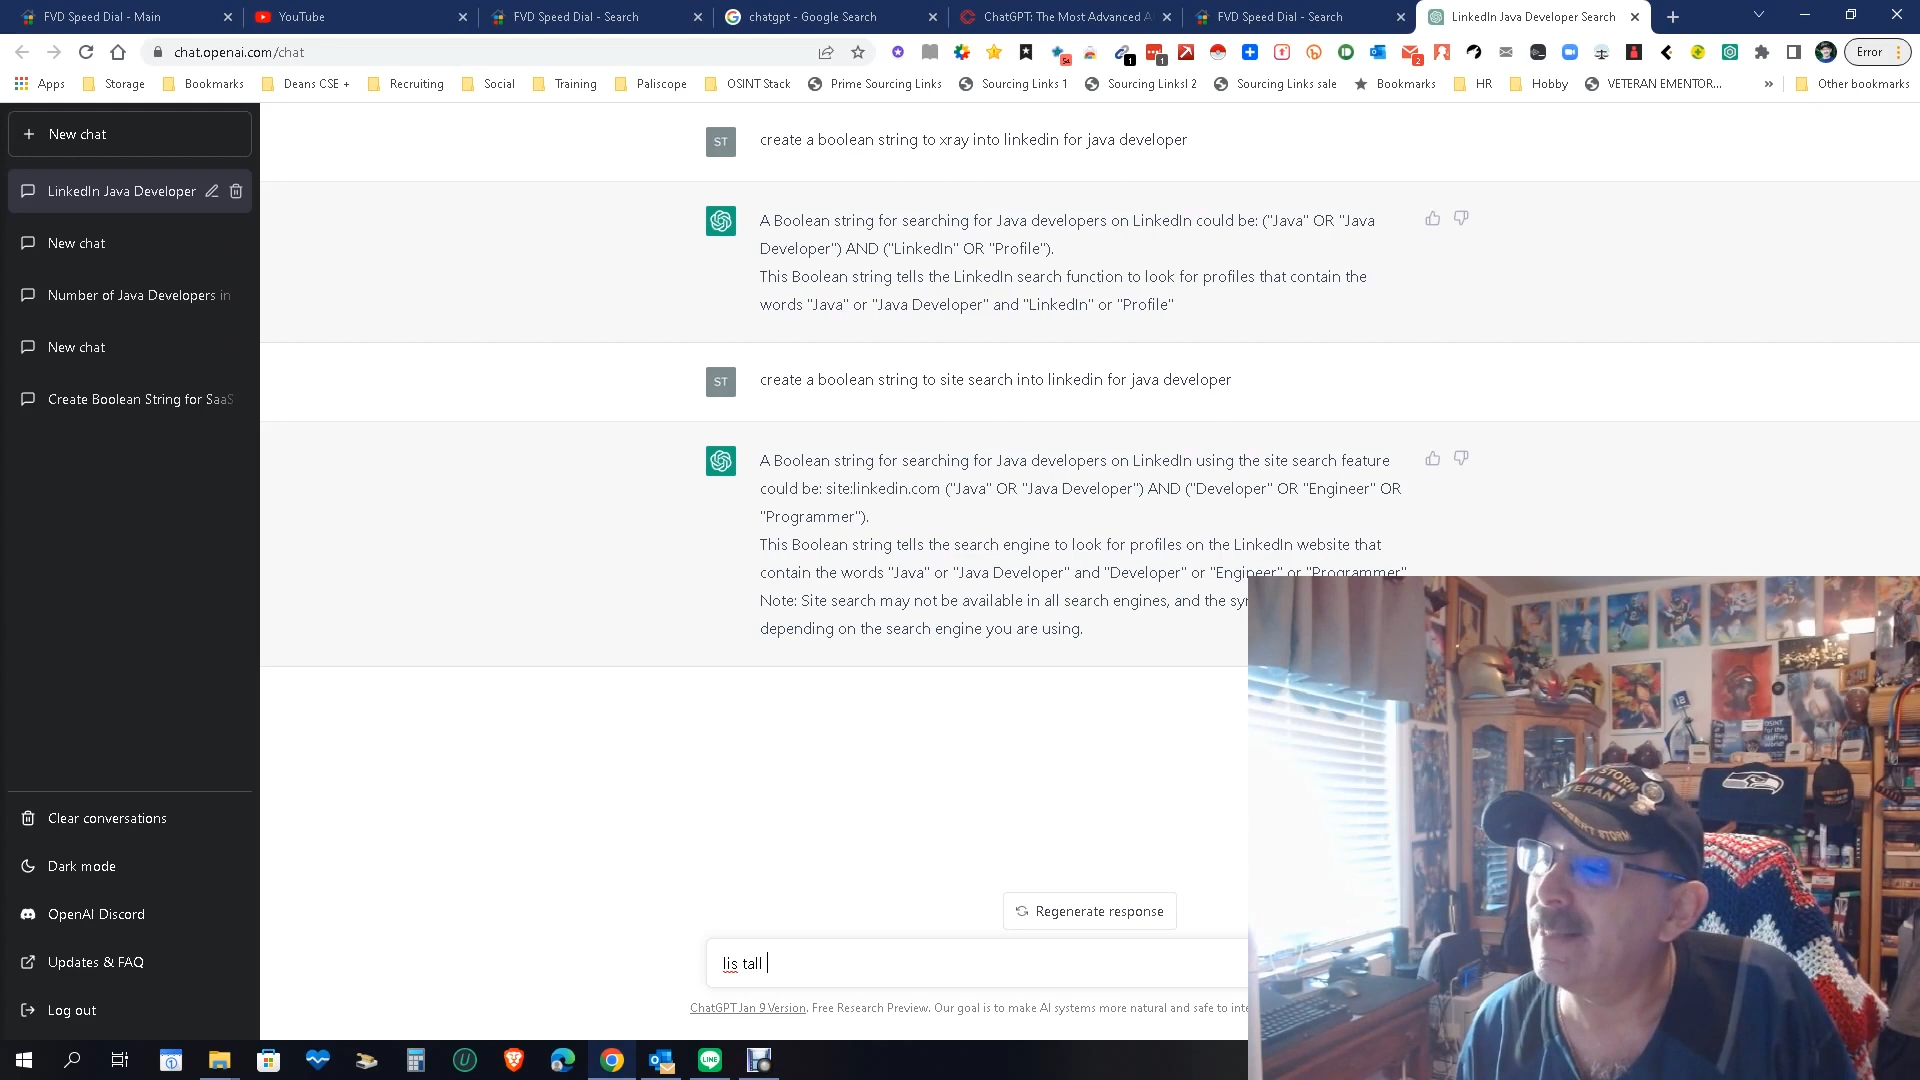 FVD Speed Dial - Main
YouTube
FVD Speed Dial - Search
chatgpt - Google Search
ChatGPT: The Most Advanced A
FVD Speed Dial - Search
LinkedIn Java Developer Search
chat.openai.com/chat
Error
Apps
Storage
Bookmarks
Deans CSE +
Recruiting
Social
Training
Paliscope
OSINT Stack
Prime Sourcing Links
Sourcing Links 1
Sourcing Linksl 2
Sourcing Links sale
Bookmarks
HR
Hobby
VETERAN EMENTOR...
Other bookmarks
New chat
LinkedIn Java Developer
New chat
Number of Java Developers in
New chat
Create Boolean String for SaaS
Clear conversations
Dark mode
OpenAI Discord
Updates & FAQ
Log out
ST
create a boolean string to xray into linkedin for java developer
A Boolean string for searching for Java developers on LinkedIn could be: ("Java" OR "Java
Developer") AND ("LinkedIn" OR "Profile").
This Boolean string tells the LinkedIn search function to look for profiles that contain the
words "Java" or "Java Developer" and "LinkedIn" or "Profile"
ST
create a boolean string to site search into linkedin for java developer
A Boolean string for searching for Java developers on LinkedIn using the site search feature
could be: site:linkedin.com ("Java" OR "Java Developer") AND ("Developer" OR "Engineer" OR
"Programmer").
This Boolean string tells the search engine to look for profiles on the LinkedIn website that
contain the words "Java" or "Java Developer" and "Developer" or "Engineer" or "Programmer"
Note: Site search may not be available in all search engines, and the
depending on the search engine you are using.
Regenerate response
lis tall
ChatGPT Jan 9 Version. Free Research Preview. Our goal is to make AI systems more natural and safe to
STORM
VETERAN
DESERT STORM
12